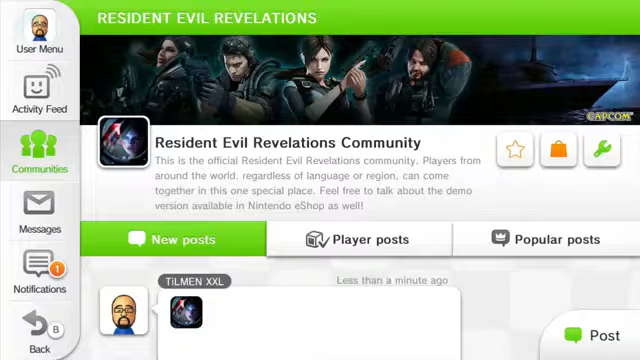 RESIDENT EVIL REVELATIONS
User Menu
Activity Feed
Communities
Messages
1
Notifications
B
Back
CAPCOM
Resident Evil Revelations Community
This is the official Resident Evil Revelations community. Players from
around the world, regardless of language or region, can come
together in this one special place. Feel free to talk about the demo
version available in Nintendo eShop as well!
New posts
Player posts
Popular posts
TiLMEN XXL
Less than a minute ago
Post